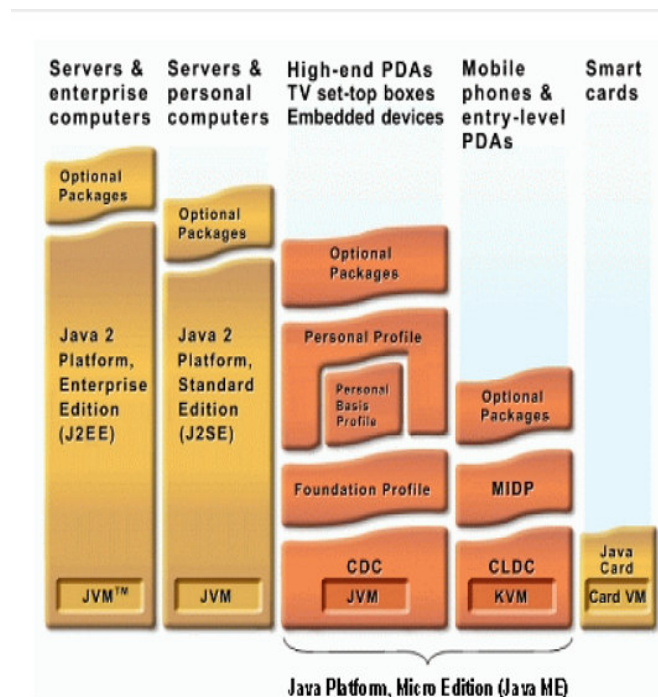 Servers &
enterprise
computers
Servers &
personal
computers
High-end PDAs
TV set-top boxes
Embedded devices
Mobile
phones &
entry-level
PDAs
Smart
cards
Optional
Packages
Java 2
Platform,
Enterprise
Edition
(J2EE)
JVM™
Optional
Packages
Java 2
Platform,
Standard
Edition
(J2SE)
JVM
Optional
Packages
Personal Profile
Personal
Basis
Profile
Foundation Profile
CDC
JVM
Optional
Packages
MIDP
CLDC
KVM
Java
Card
Card VM
Java Platform, Micro Edition (Java ME)